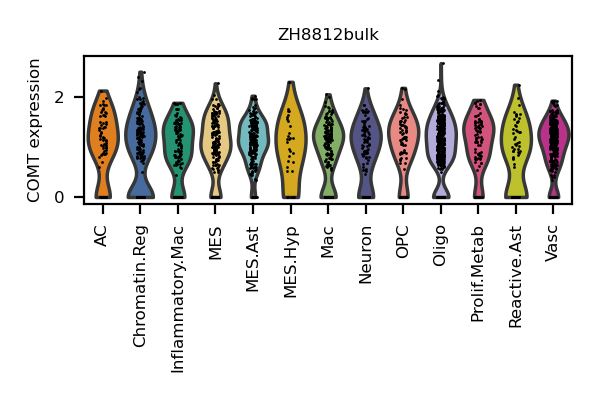 ZH8812bulk
COMT expression
2
0
AC
Chromatin.Reg
Inflammatory.Mac
MES
MES.Ast
MES.Hyp
Mac
Neuron
OPC
Oligo
Prolif.Metab
Reactive.Ast
Vasc